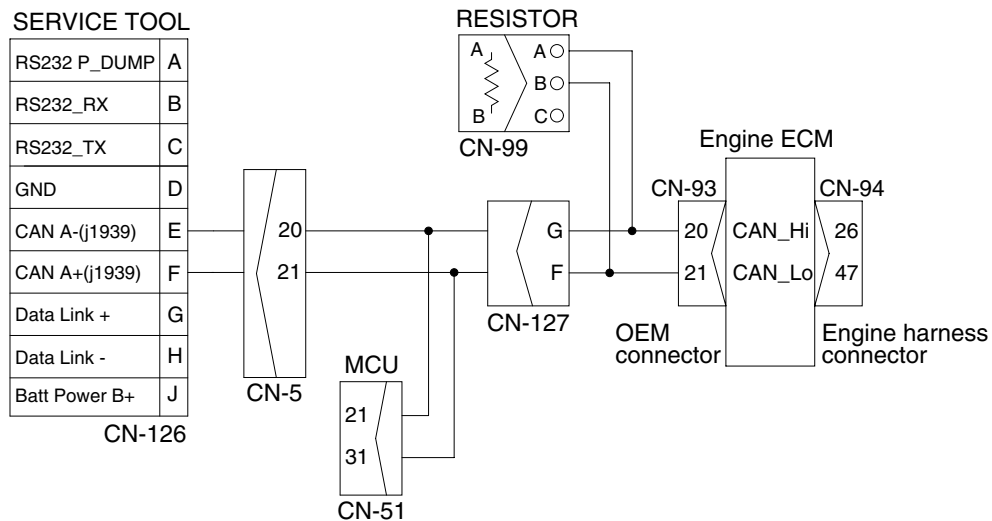 SERVICE TOOL
RS232 P_DUMP A
RS232_RX B
RS232_TX C
GND D
CAN A-(j1939) E
CAN A+(j1939) F
Data Link + G
Data Link - H
Batt Power B+ J
CN-126
20
21
CN-5
MCU
21
31
CN-51
RESISTOR
A A
B
B C
CN-99
G
F
CN-127
Engine ECM
CN-93 CN-94
20 CAN_Hi 26
21 CAN_Lo 47
OEM
connector
Engine harness
connector